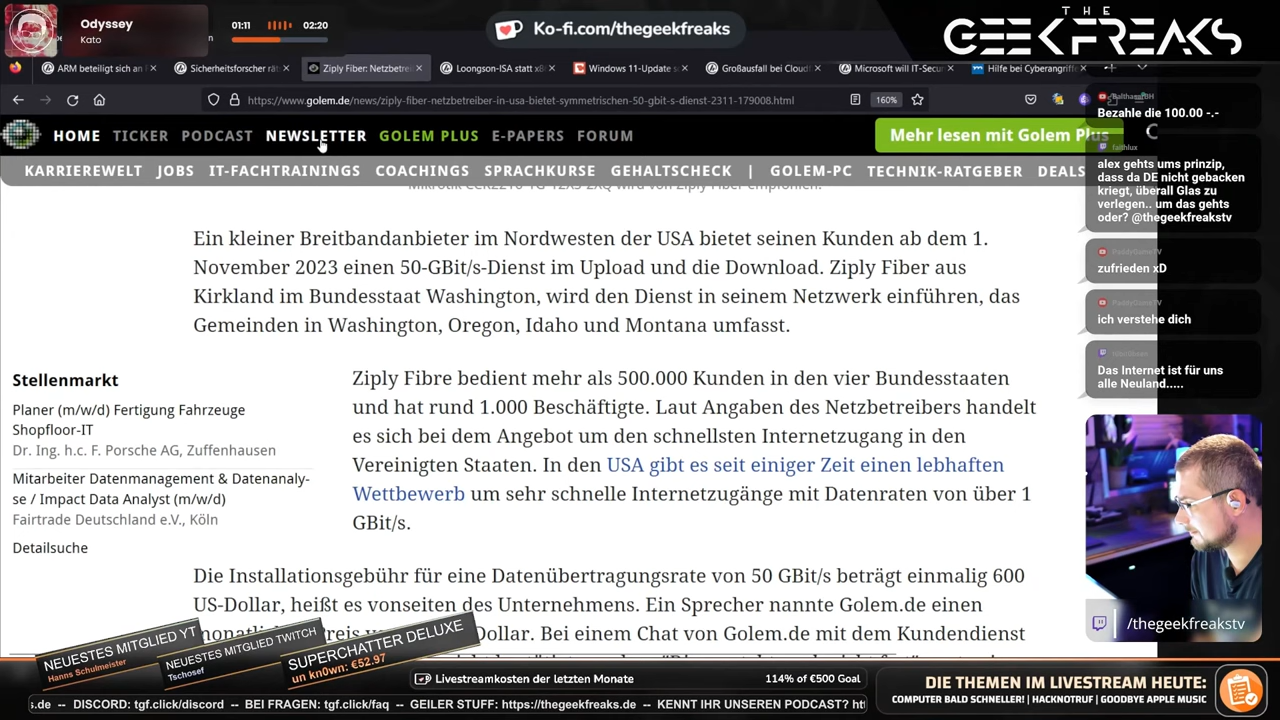 Odyssey
Kato
01:11
02:20
Ko-fi.com/thegeekfreaks
THE
GEEKFREAKS
ARM beteiligt sich an
Sicherheitsforscher
Ziply Fiber: Netzbetrei
Loongson-ISA statt x8
Windows 11-Update s
Großausfall bei Cloudf
Microsoft will IT-Secur
Hilfe bei Cyberangriffe
https://www.golem.de/news/ziply-fiber-netzbetreiber-in-usa-bietet-symmetrischen-50-gbit-s-dienst-2311-179008.html
160%
HOME TICKER PODCAST NEWSLETTER GOLEM PLUS E-PAPERS FORUM
Mehr lesen mit Golem Plus
KARRIEREWELT JOBS IT-FACHTRAININGS COACHINGS SPRACHKURSE GEHALTSCHECK | GOLEM-PC TECHNIK-RATGEBER DEALS
wird von Ziply Fiber empfohlen.
Ein kleiner Breitbandanbieter im Nordwesten der USA bietet seinen Kunden ab dem 1.
November 2023 einen 50-GBit/s-Dienst im Upload und die Download. Ziply Fiber aus
Kirkland im Bundesstaat Washington, wird den Dienst in seinem Netzwerk einführen, das
Gemeinden in Washington, Oregon, Idaho und Montana umfasst.
Stellenmarkt
Planer (m/w/d) Fertigung Fahrzeuge
Shopfloor-IT
Dr. Ing. h.c. F. Porsche AG, Zuffenhausen
Mitarbeiter Datenmanagement & Datenanaly-
se / Impact Data Analyst (m/w/d)
Fairtrade Deutschland e.V., Köln
Detailsuche
Ziply Fibre bedient mehr als 500.000 Kunden in den vier Bundesstaaten
und hat rund 1.000 Beschäftigte. Laut Angaben des Netzbetreibers handelt
es sich bei dem Angebot um den schnellsten Internetzugang in den
Vereinigten Staaten. In den USA gibt es seit einiger Zeit einen lebhaften
Wettbewerb um sehr schnelle Internetzugänge mit Datenraten von über 1
GBit/s.
Die Installationsgebühr für eine Datenübertragungsrate von 50 GBit/s beträgt einmalig 600
US-Dollar, heißt es vonseiten des Unternehmens. Ein Sprecher nannte Golem.de einen
Dollar. Bei einem Chat von Golem.de mit dem Kundendienst
BalthasarBH
Bezahle die 100.00 -.-
faithlux
alex gehts ums prinzip,
dass da DE nicht gebacken
kriegt, überall Glas zu
verlegen.. um das gehts
oder? @thegeekfreakstv
PaddyGameTV
zufrieden xD
PaddyGameTV
ich verstehe dich
Das Internet ist für uns
alle Neuland.....
/thegeekfreakstv
NEUESTES MITGLIED YT
Hanns Schulmeister
NEUESTES MITGLIED TWITCH
Tschosef
SUPERCHATTER DELUXE
un kn0wn: €52.97
Livestreamkosten der letzten Monate
114% of €500 Goal
s.de -- DISCORD: tgf.click/discord -- BEI FRAGEN: tgf.click/faq -- GEILER STUFF: https://thegeekfreaks.de -- KENNT IHR UNSEREN PODCAST? ht
DIE THEMEN IM LIVESTREAM HEUTE:
COMPUTER BALD SCHNELLER! | HACKNOTRUF | GOODBYE APPLE MUSIC